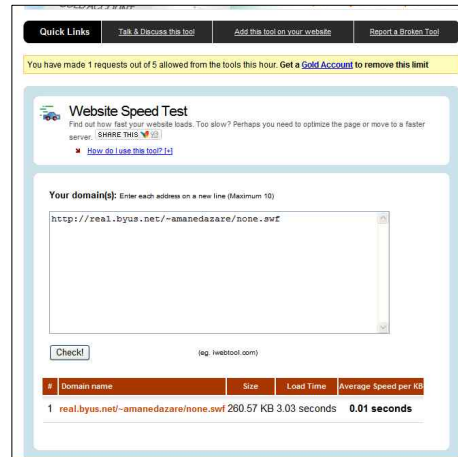 Quick Links Talk & Discuss this tool Add this tool on your website Report a Broken Tool
You have made 1 requests out of 5 allowed from the tools this hour. Get a Gold Account to remove this limit
Website Speed Test
Find out how fast your website loads. Too slow? Perhaps you need to optimize the page or move to a faster
server. SHARE THIS
How do I use this tool? [+]
Your domain(s): Enter each address on a new line (Maximum 10)
http://real.byus.net/~amanedazare/none.swf
Check! (eg. iwebtool.com)
# Domain name Size Load Time Average Speed per KB
1 real.byus.net/~amanedazare/none.swf 260.57 KB 3.03 seconds 0.01 seconds